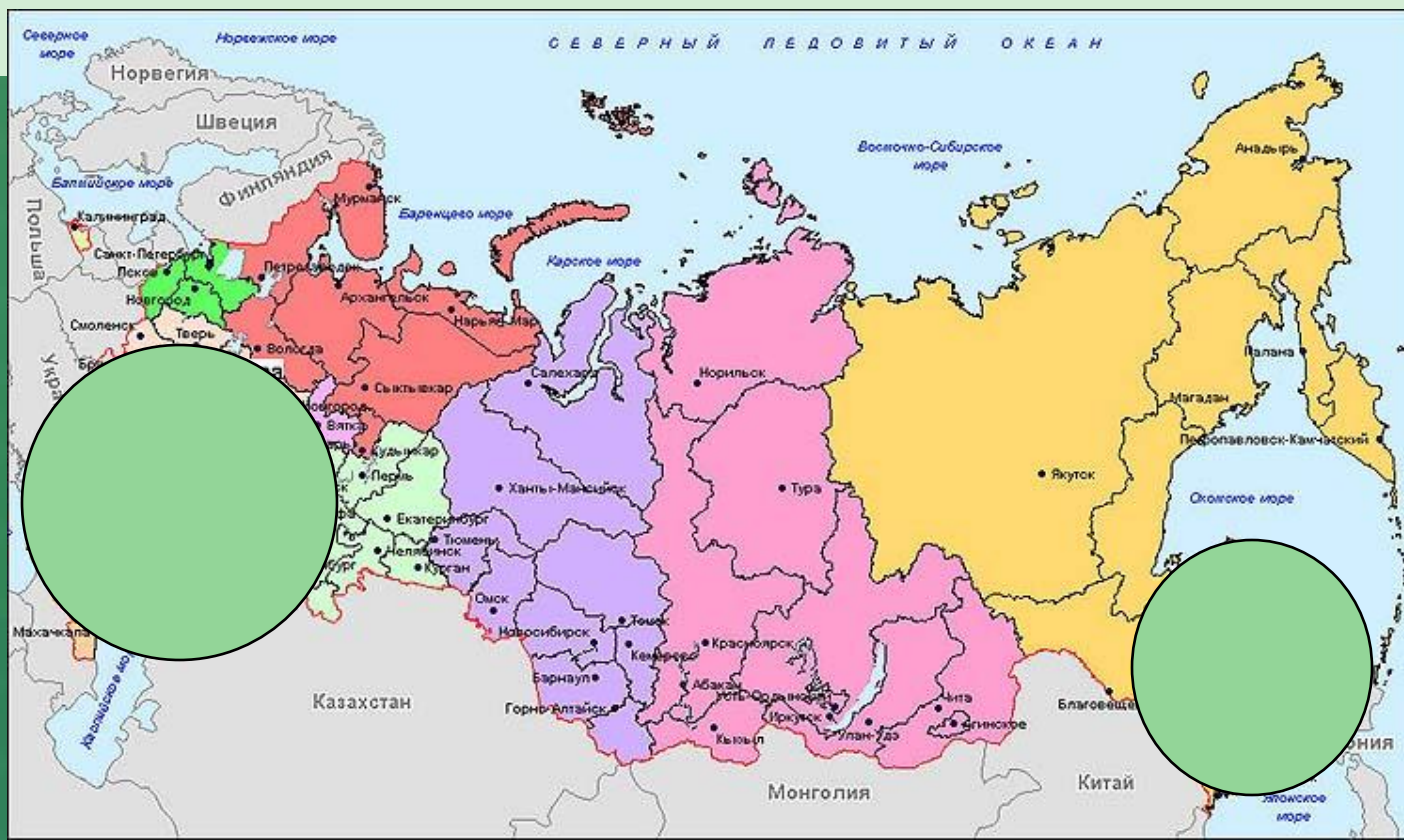 Северное
море
Норвежское море
СЕВЕРНЫЙ ЛЕДОВИТЫЙ ОКЕАН
Норвегия
Швеция
Финляндия
Восточно-Сибирское
море
Анадырь
Балтийское море
Польша
Калининград
Мурманск
Баренцево море
Санкт-Петербург
Псков
Петрозаводск
Карское море
Новгород
Архангельск
Нарьян-Мар
Смоленск
Тверь
Вологда
Палана
Салехард
Норильск
Сыктывкар
Магадан
Новгород
Вятка
Петропавловск-Камчатский
Кудымкар
Пермь
Якутск
Ханты-Мансийск
Тура
Охотское море
Екатеринбург
Тюмень
Челябинск
Курган
Омск
Томск
Махачкала
Новосибирск
Кемерово
Красноярск
Барнаул
Абакан
Усть-Ордынский
Чита
Казахстан
Горно-Алтайск
Иркутск
Агинское
Кызыл
Улан-Удэ
Монголия
Китай
Японское
море